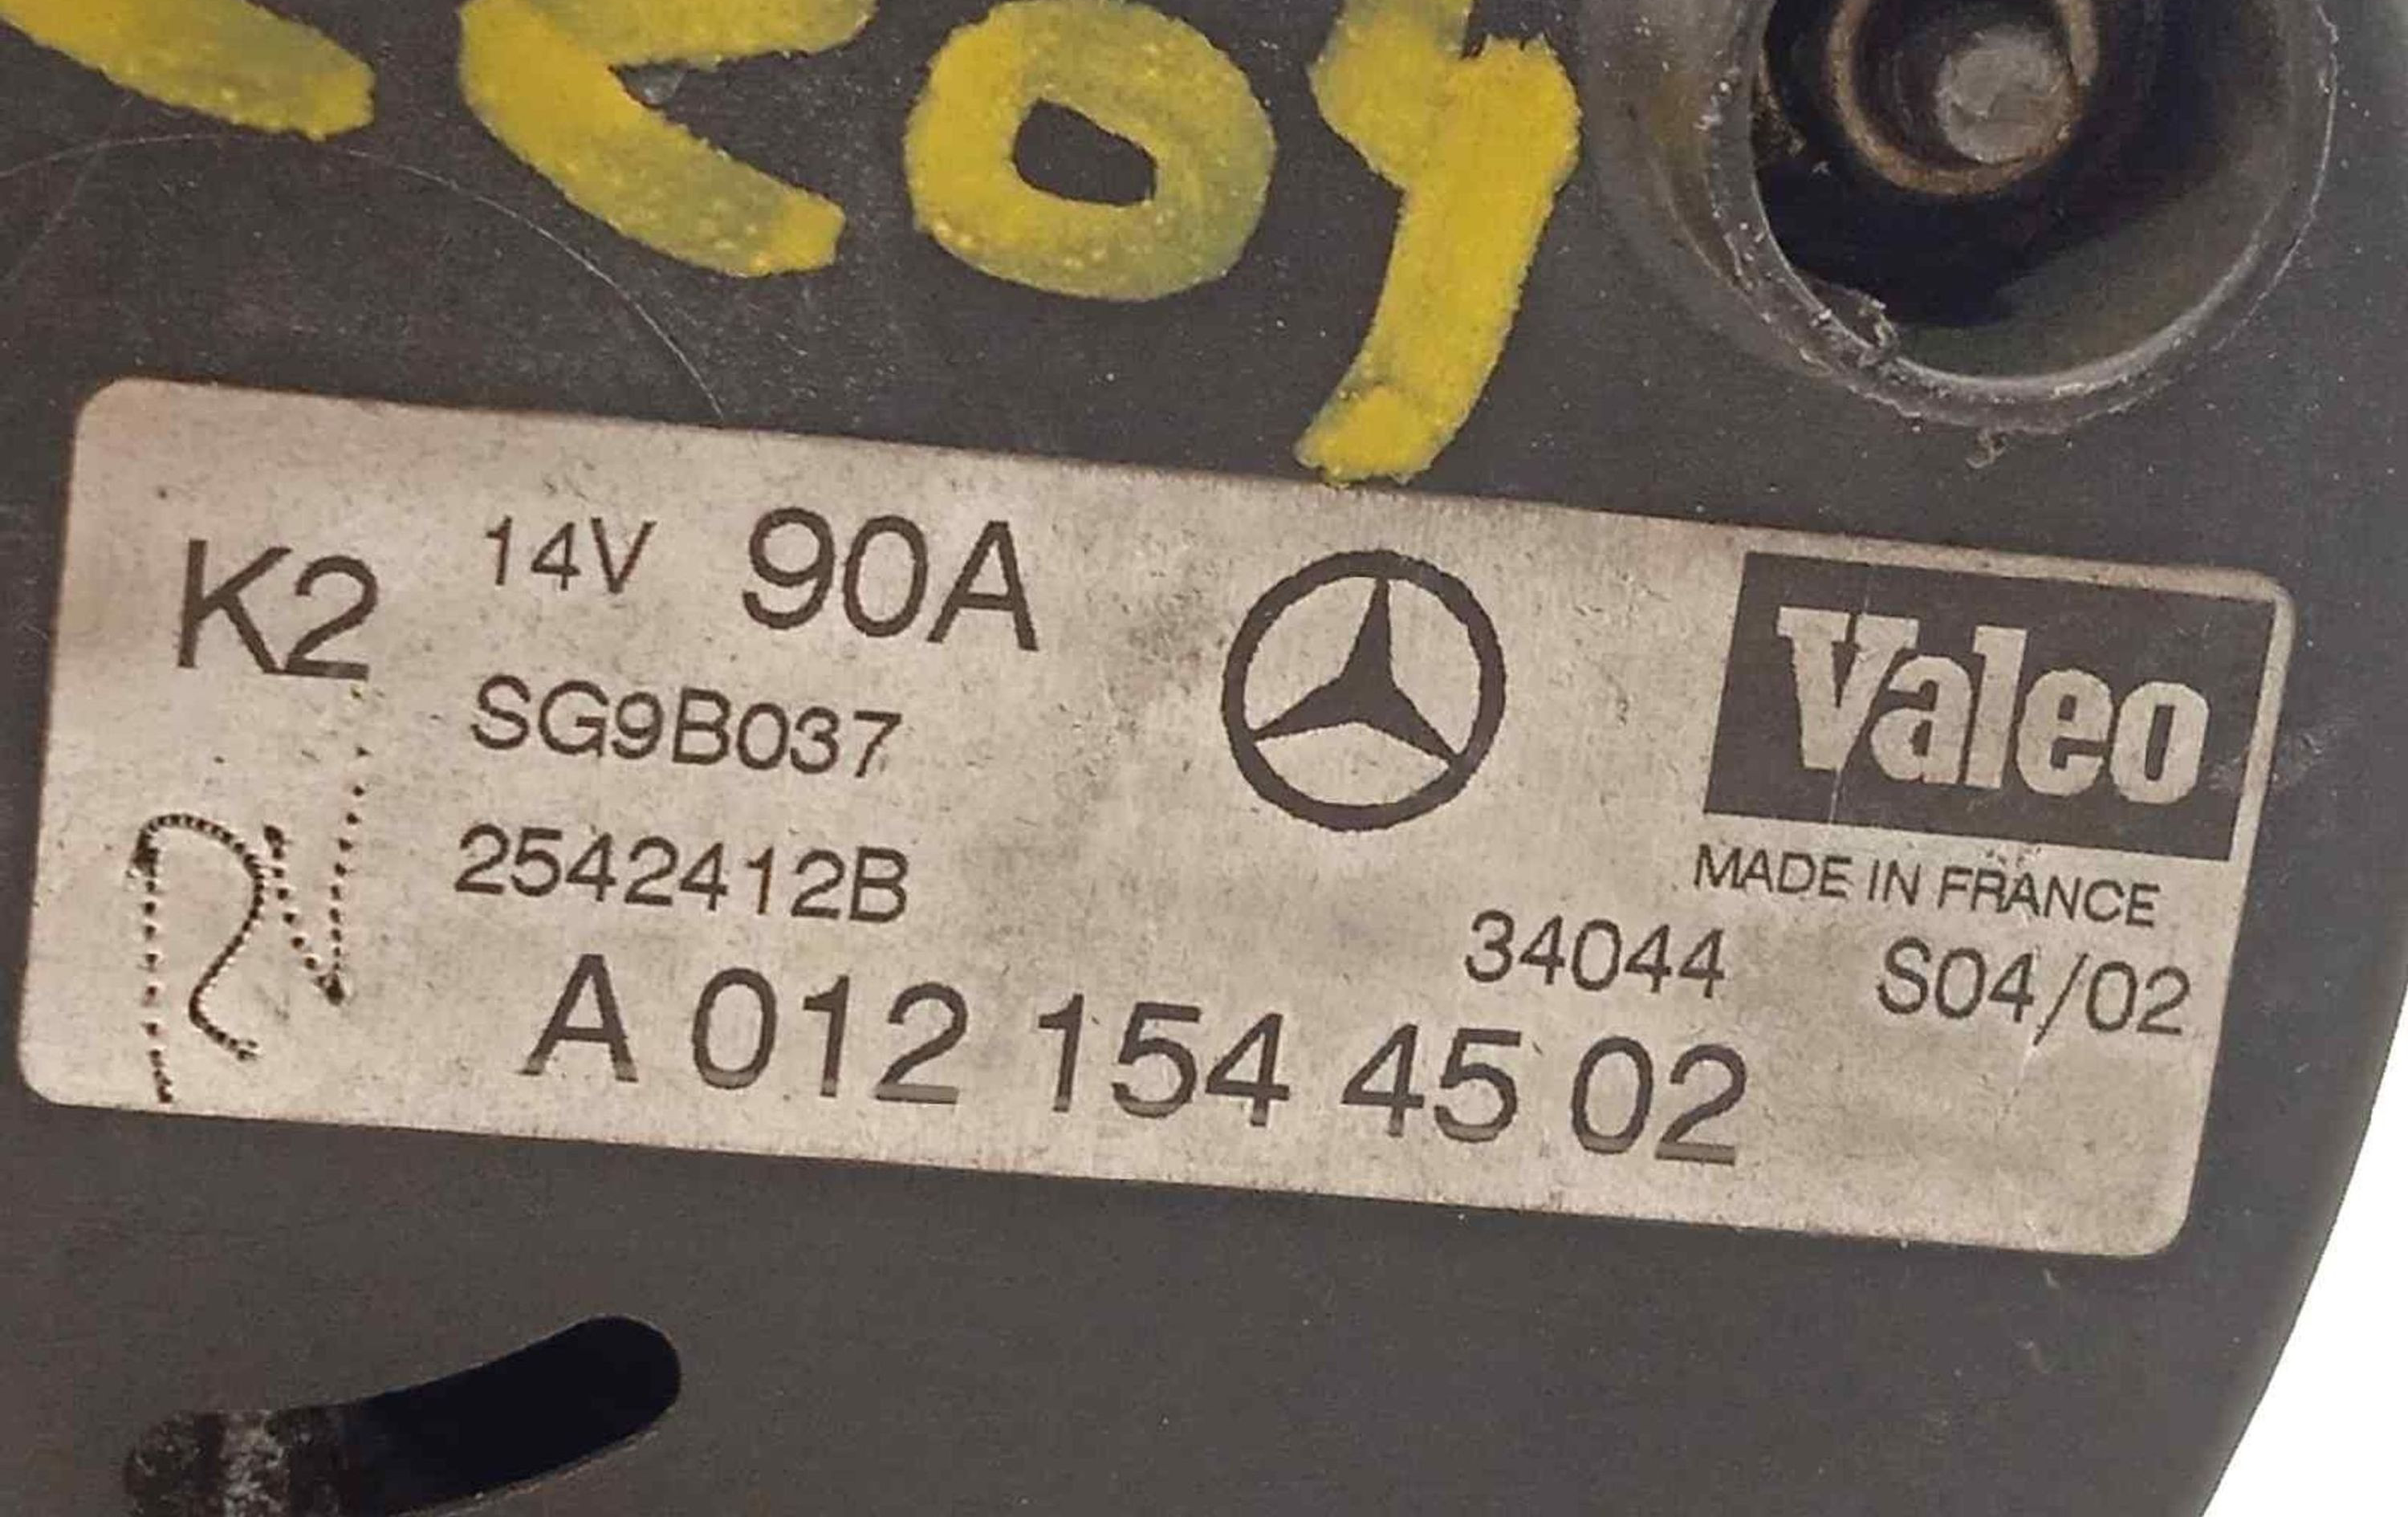 K2 14V 90A
SG9B037
Valeo
MADE IN FRANCE
2542412B
34044 S04/02
A 012 154 45 02